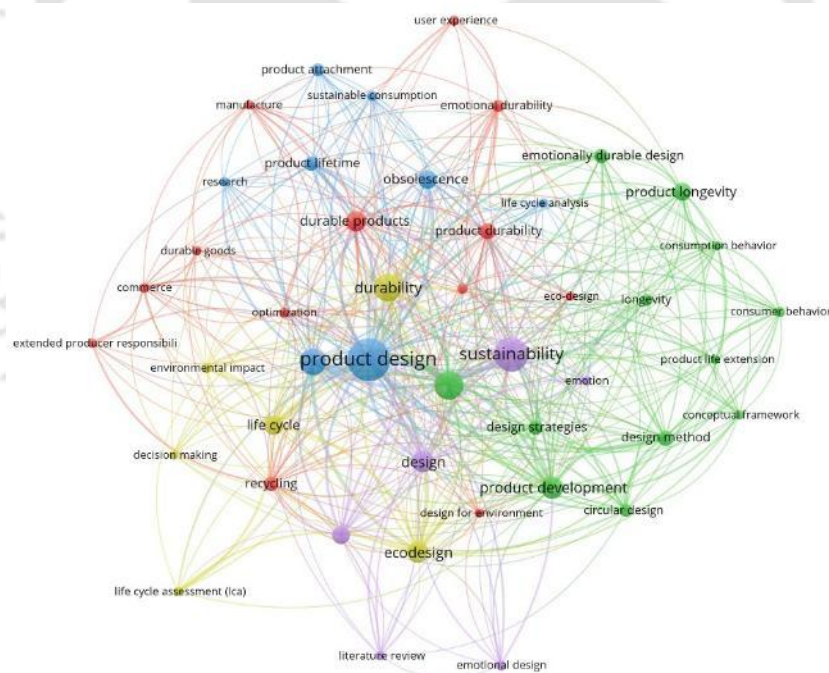 user experience
product attachment
sustainable consumption
manufacture
emotional durability
emotionally durable design
product lifetime
obsolescence
research
product longevity
life cycle analysis
durable products
product durability
consumption behavior
durable goods
commerce
durability
eco-design
longevity
optimization
consumer behavior
extended producer responsibili
product design
sustainability
product life extension
environmental impact
emotion
conceptual framework
life cycle
design strategies
design method
decision making
design
recycling
product development
design for environment
circular design
ecodesign
life cycle assessment (lca)
literature review
emotional design